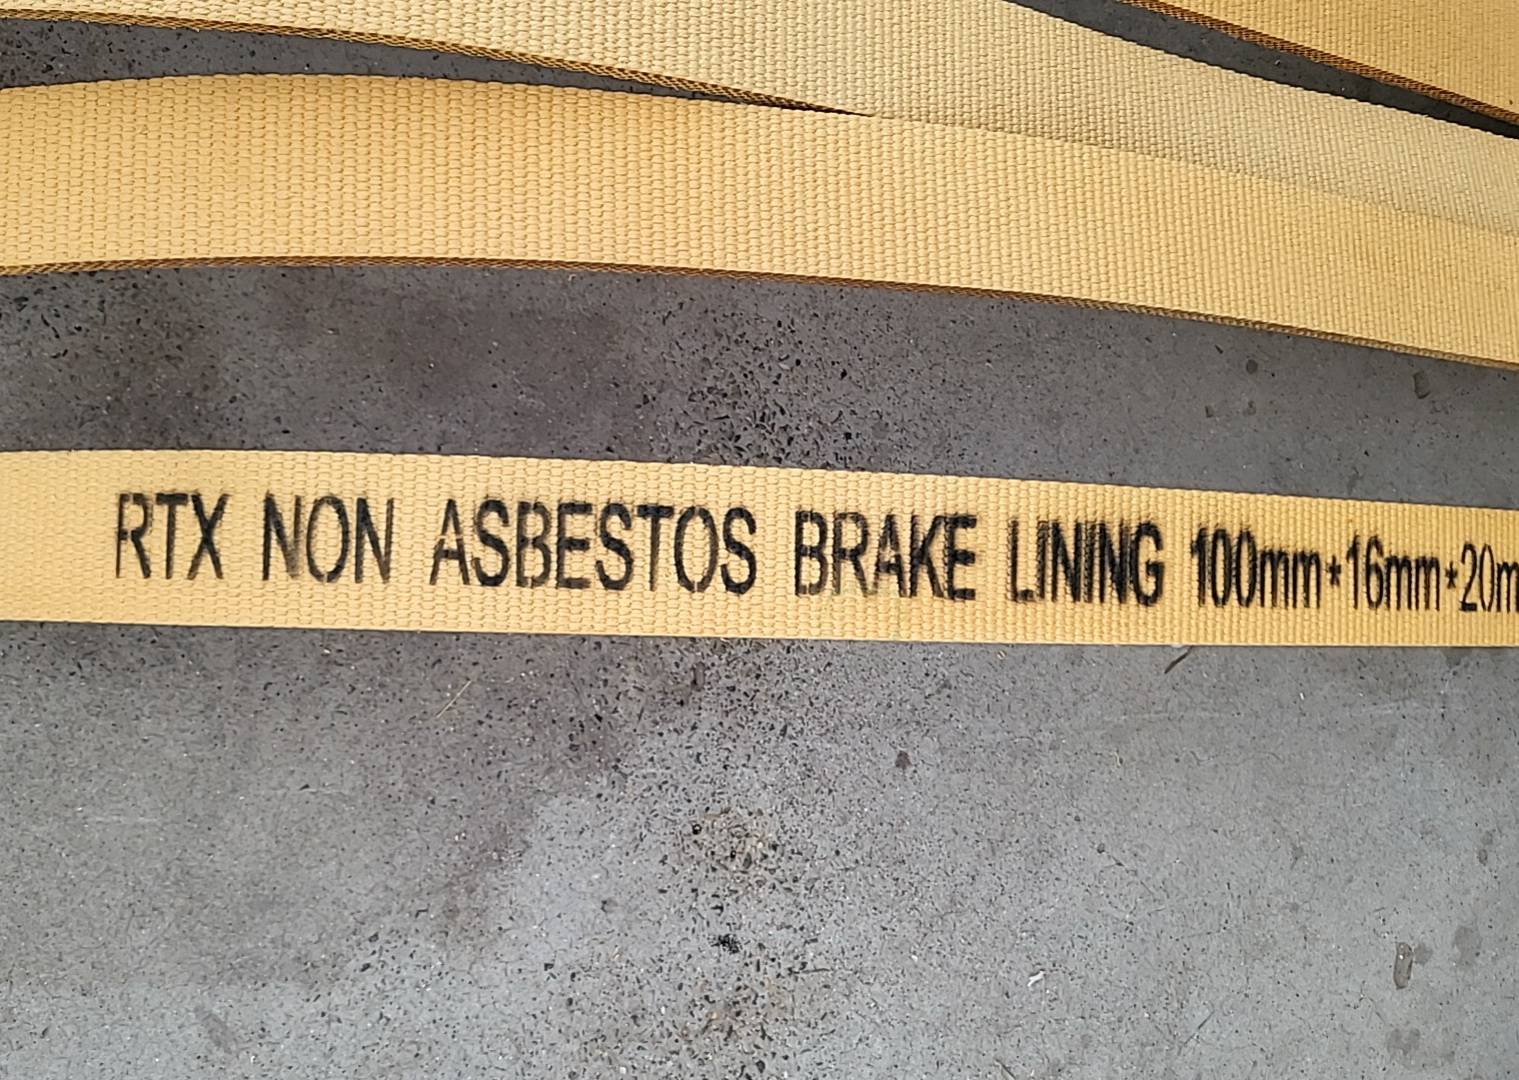 RTX NON ASBESTOS BRAKE LINING 100mm*16mm*20m